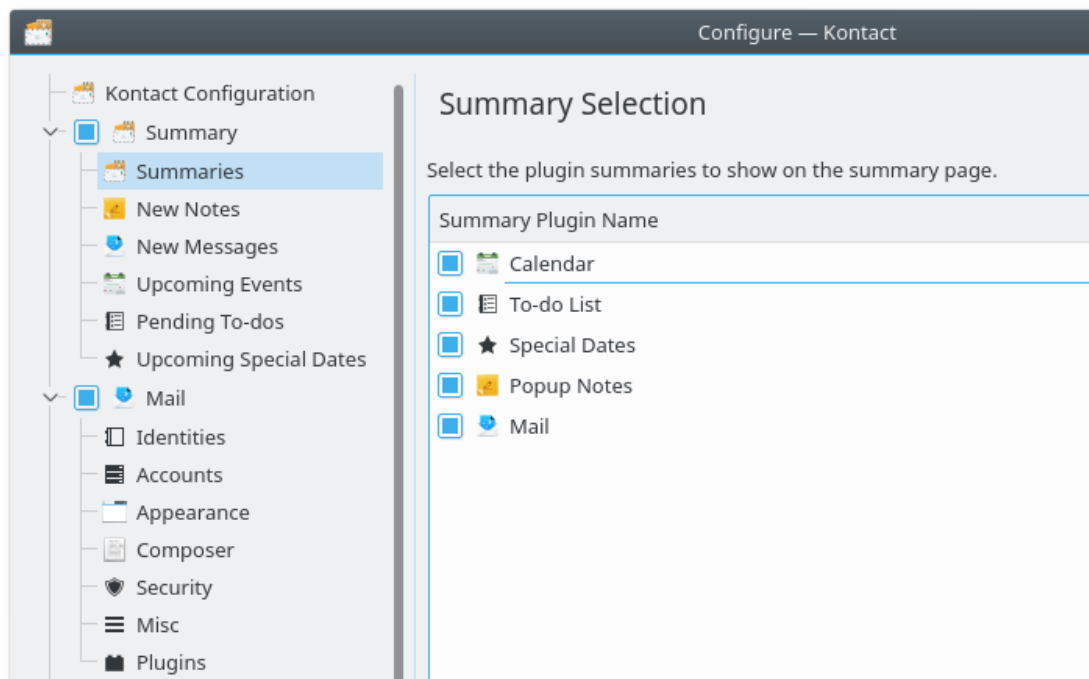 Configure — Kontact
Kontact Configuration
Summary
Summaries
New Notes
New Messages
Upcoming Events
Pending To-dos
Upcoming Special Dates
Mail
Identities
Accounts
Appearance
Composer
Security
Misc
Plugins
Summary Selection
Select the plugin summaries to show on the summary page.
Summary Plugin Name
Calendar
To-do List
Special Dates
Popup Notes
Mail